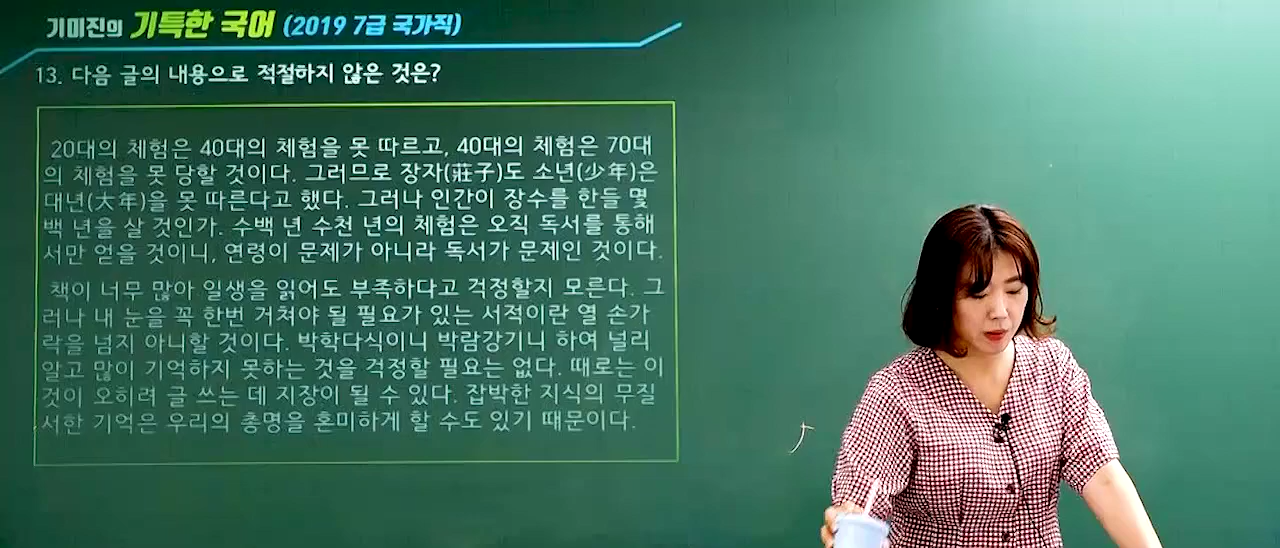 기미진의 기특한 국어 (2019 7급 국가직)
13. 다음 글의 내용으로 적절하지 않은 것은?
20대의 체험은 40대의 체험을 못 따르고, 40대의 체험은 70대
의 체험을 못 당할 것이다. 그러므로 장자(莊子)도 소년(少年)은
대년(大年)을 못 따른다고 했다. 그러나 인간이 장수를 한들 몇
백 년을 살 것인가. 수백 년 수천 년의 체험은 오직 독서를 통해
서만 얻을 것이니, 연령이 문제가 아니라 독서가 문제인 것이다.
책이 너무 많아 일생을 읽어도 부족하다고 걱정할지 모른다. 그
러나 내 눈을 꼭 한번 거쳐야 될 필요가 있는 서적이란 열 손가
락을 넘지 아니할 것이다. 박학다식이니 박람강기니 하여 널리
알고 많이 기억하지 못하는 것을 걱정할 필요는 없다. 때로는 이
것이 오히려 글 쓰는 데 지장이 될 수 있다. 잡박한 지식의 무질
서한 기억은 우리의 총명을 혼미하게 할 수도 있기 때문이다.